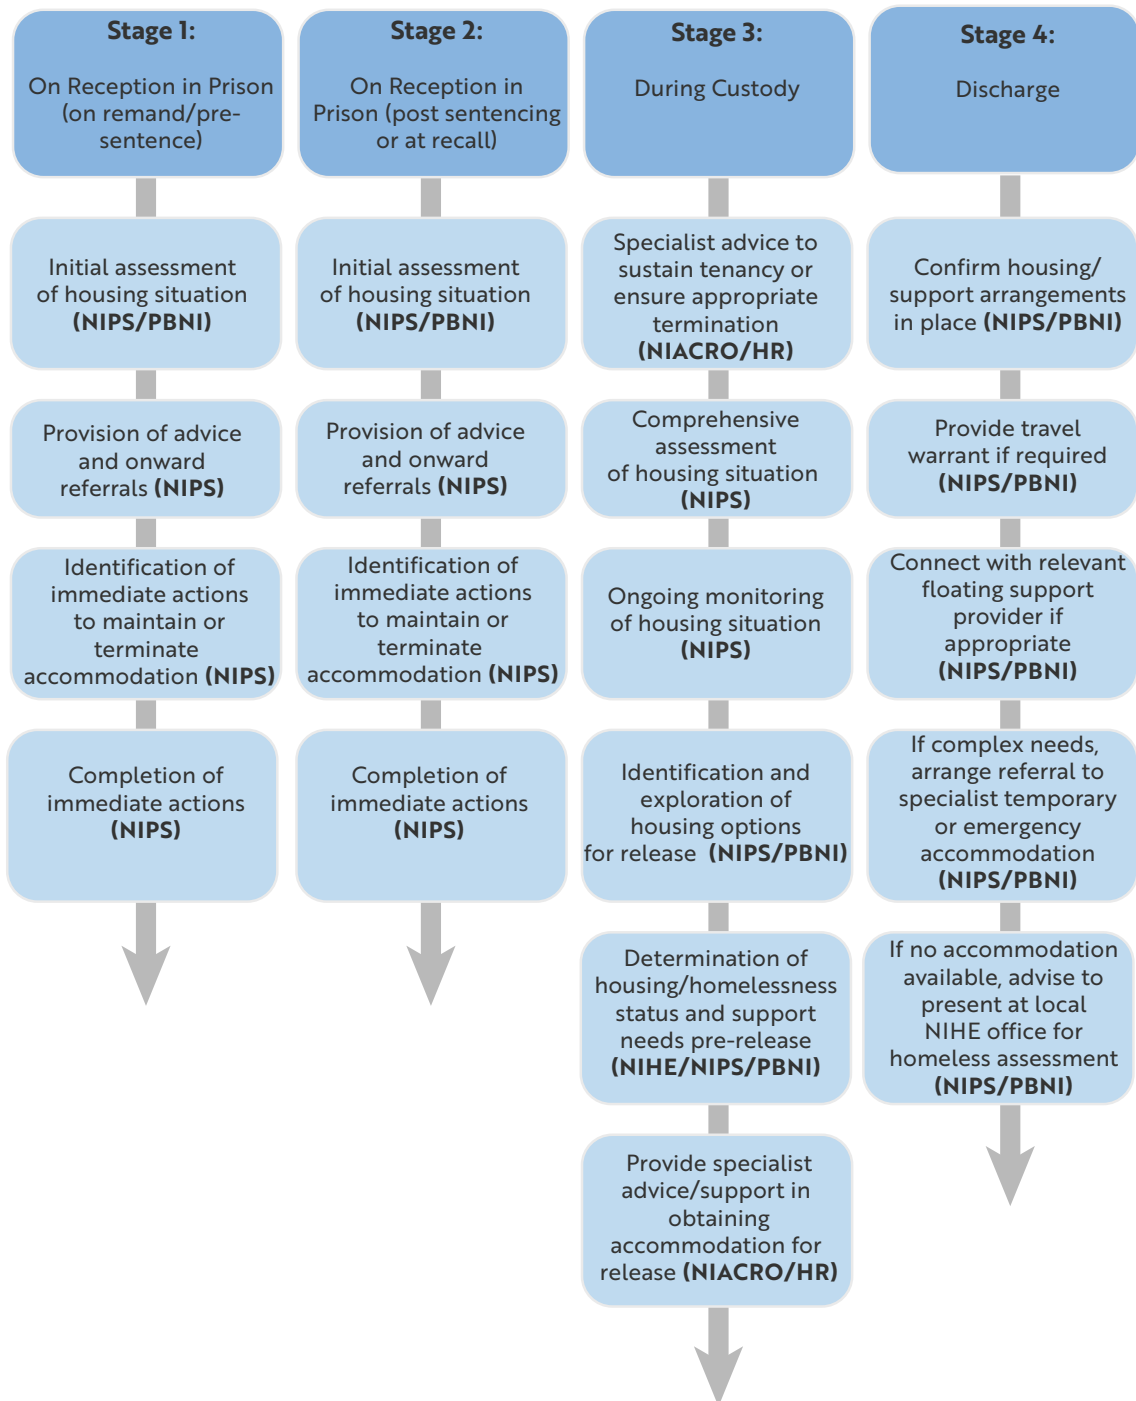 Stage 1:
On Reception in Prison
(on remand/pre-
sentence)
Initial assessment
of housing situation
(NIPS/PBNI)
Provision of advice
and onward
referrals (NIPS)
Identification of
immediate actions
to maintain or
terminate
accommodation (NIPS)
Completion of
immediate actions
(NIPS)
Stage 2:
On Reception in
Prison (post sentencing
or at recall)
Initial assessment
of housing situation
(NIPS/PBNI)
Provision of advice
and onward
referrals (NIPS)
Identification of
immediate actions
to maintain or
terminate
accommodation (NIPS)
Completion of
immediate actions
(NIPS)
Stage 3:
During Custody
Specialist advice to
sustain tenancy or
ensure appropriate
termination
(NIACRO/HR)
Comprehensive
assessment
of housing situation
(NIPS)
Ongoing monitoring
of housing situation
(NIPS)
Identification and
exploration of
housing options
for release (NIPS/PBNI)
Determination of
housing/homelessness
status and support
needs pre-release
(NIHE/NIPS/PBNI)
Provide specialist
advice/support in
obtaining
accommodation for
release (NIACRO/HR)
Stage 4:
Discharge
Confirm housing/
support arrangements
in place (NIPS/PBNI)
Provide travel
warrant if required
(NIPS/PBNI)
Connect with relevant
floating support
provider if
appropriate
(NIPS/PBNI)
If complex needs,
arrange referral to
specialist temporary
or emergency
accommodation
(NIPS/PBNI)
If no accommodation
available, advise to
present at local
NIHE office for
homeless assessment
(NIPS/PBNI)